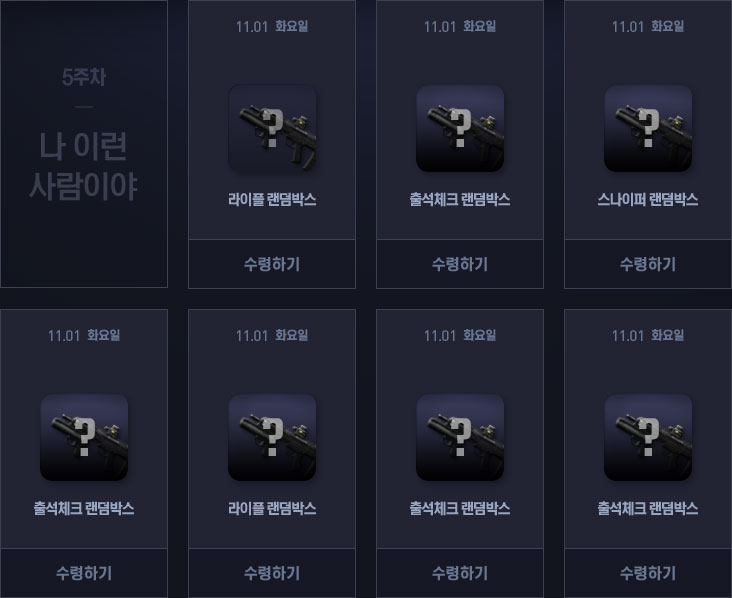 5주차
나 이런
사람이야
11.01 화요일
?
라이플 랜덤박스
수령하기
11.01 화요일
?
출석체크 랜덤박스
수령하기
11.01 화요일
?
스나이퍼 랜덤박스
수령하기
11.01 화요일
?
출석체크 랜덤박스
수령하기
11.01 화요일
?
라이플 랜덤박스
수령하기
11.01 화요일
?
출석체크 랜덤박스
수령하기
11.01 화요일
?
출석체크 랜덤박스
수령하기